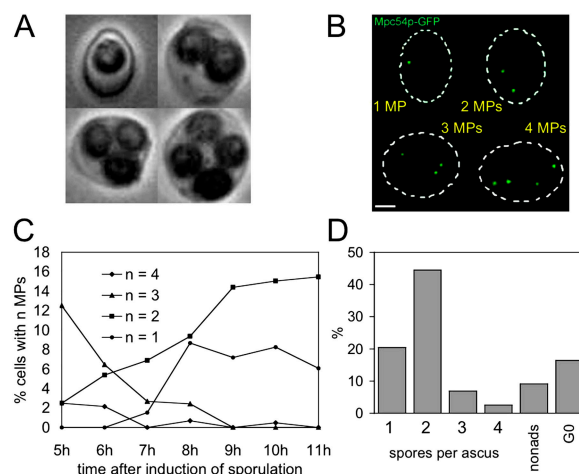 A
B
Mpc54p-GFP
1 MP
2 MPs
3 MPs
4 MPs
C
% cells with n MPs
18
16
14
12
10
8
6
4
2
0
n = 4
n = 3
n = 2
n = 1
5h 6h 7h 8h 9h 10h 11h
time after induction of sporulation
D
%
50
40
30
20
10
0
1 2 3 4 nonads G0
spores per ascus